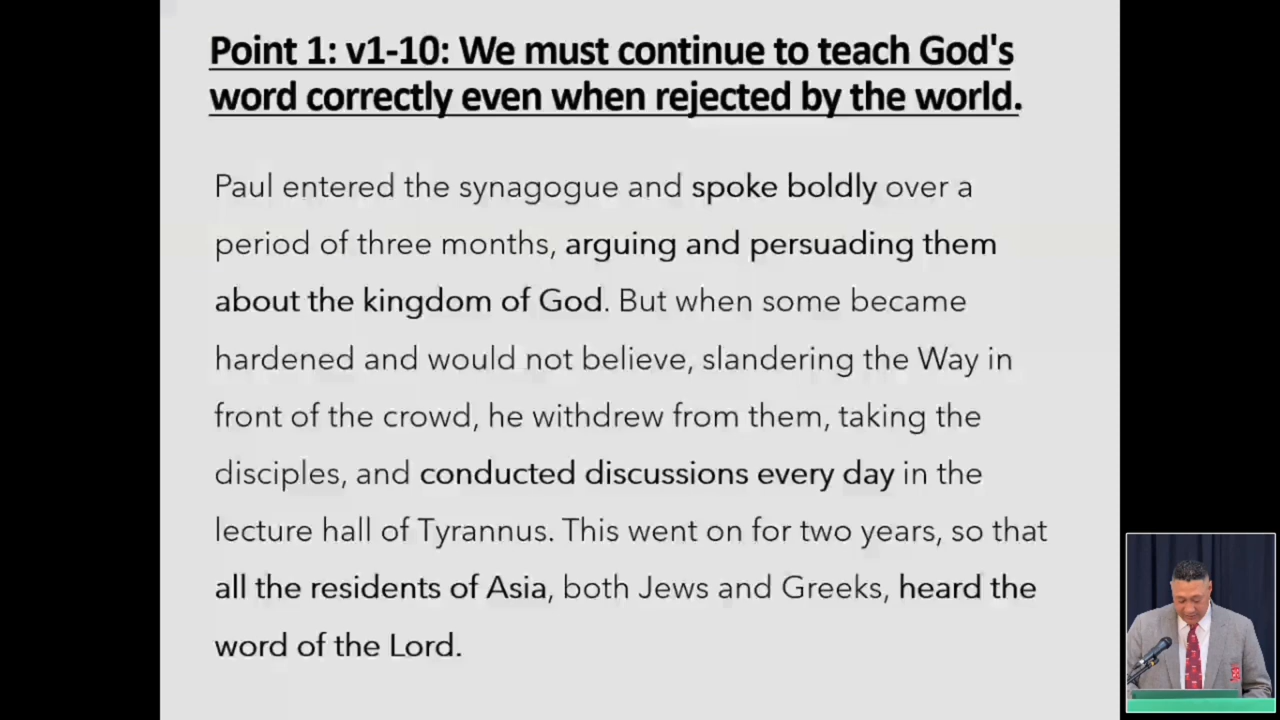 Point 1: v1-10: We must continue to teach God's
word correctly even when rejected by the world.
Paul entered the synagogue and spoke boldly over a
period of three months, arguing and persuading them
about the kingdom of God. But when some became
hardened and would not believe, slandering the Way in
front of the crowd, he withdrew from them, taking the
disciples, and conducted discussions every day in the
lecture hall of Tyrannus. This went on for two years, so that
all the residents of Asia, both Jews and Greeks, heard the
word of the Lord.